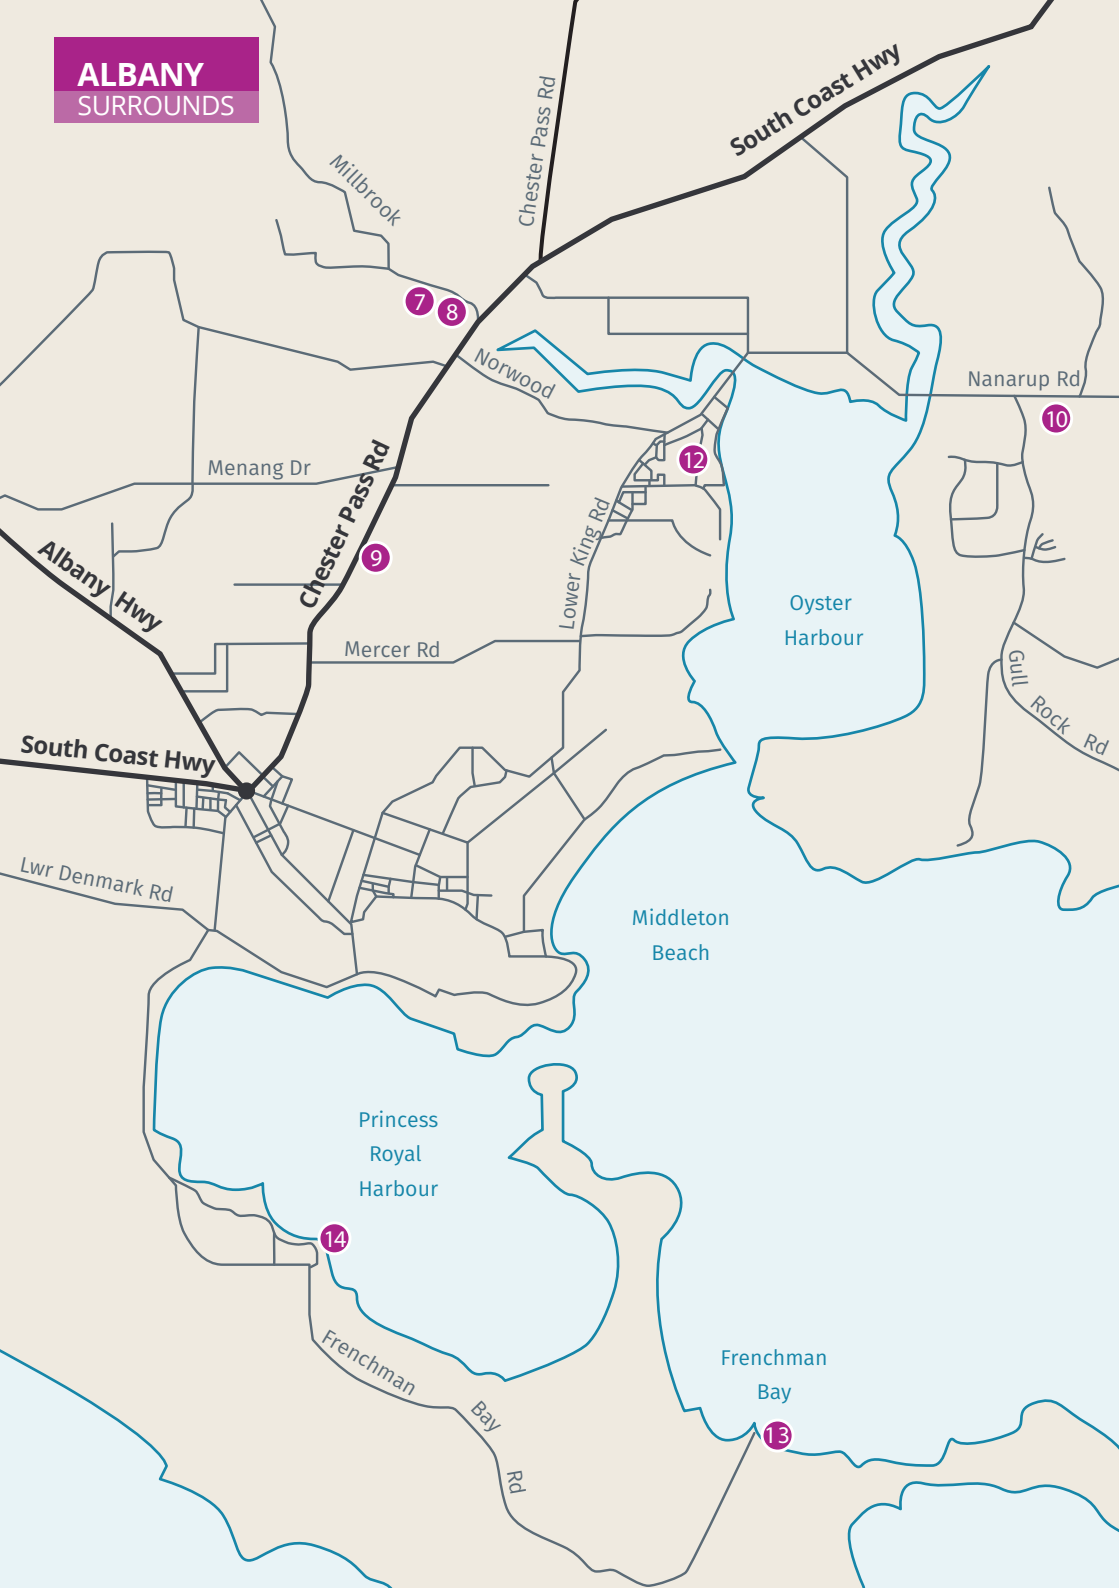 ALBANY
SURROUNDS
South Coast Hwy
Chester Pass Rd
Millbrook
7
8
Norwood
Nanarup Rd
10
12
Menang Dr
Chester Pass Rd
9
Lower King Rd
Albany Hwy
Oyster
Harbour
Mercer Rd
Gull Rock Rd
South Coast Hwy
Lwr Denmark Rd
Middleton
Beach
Princess
Royal
Harbour
14
Frenchman Bay Rd
Frenchman
Bay
13